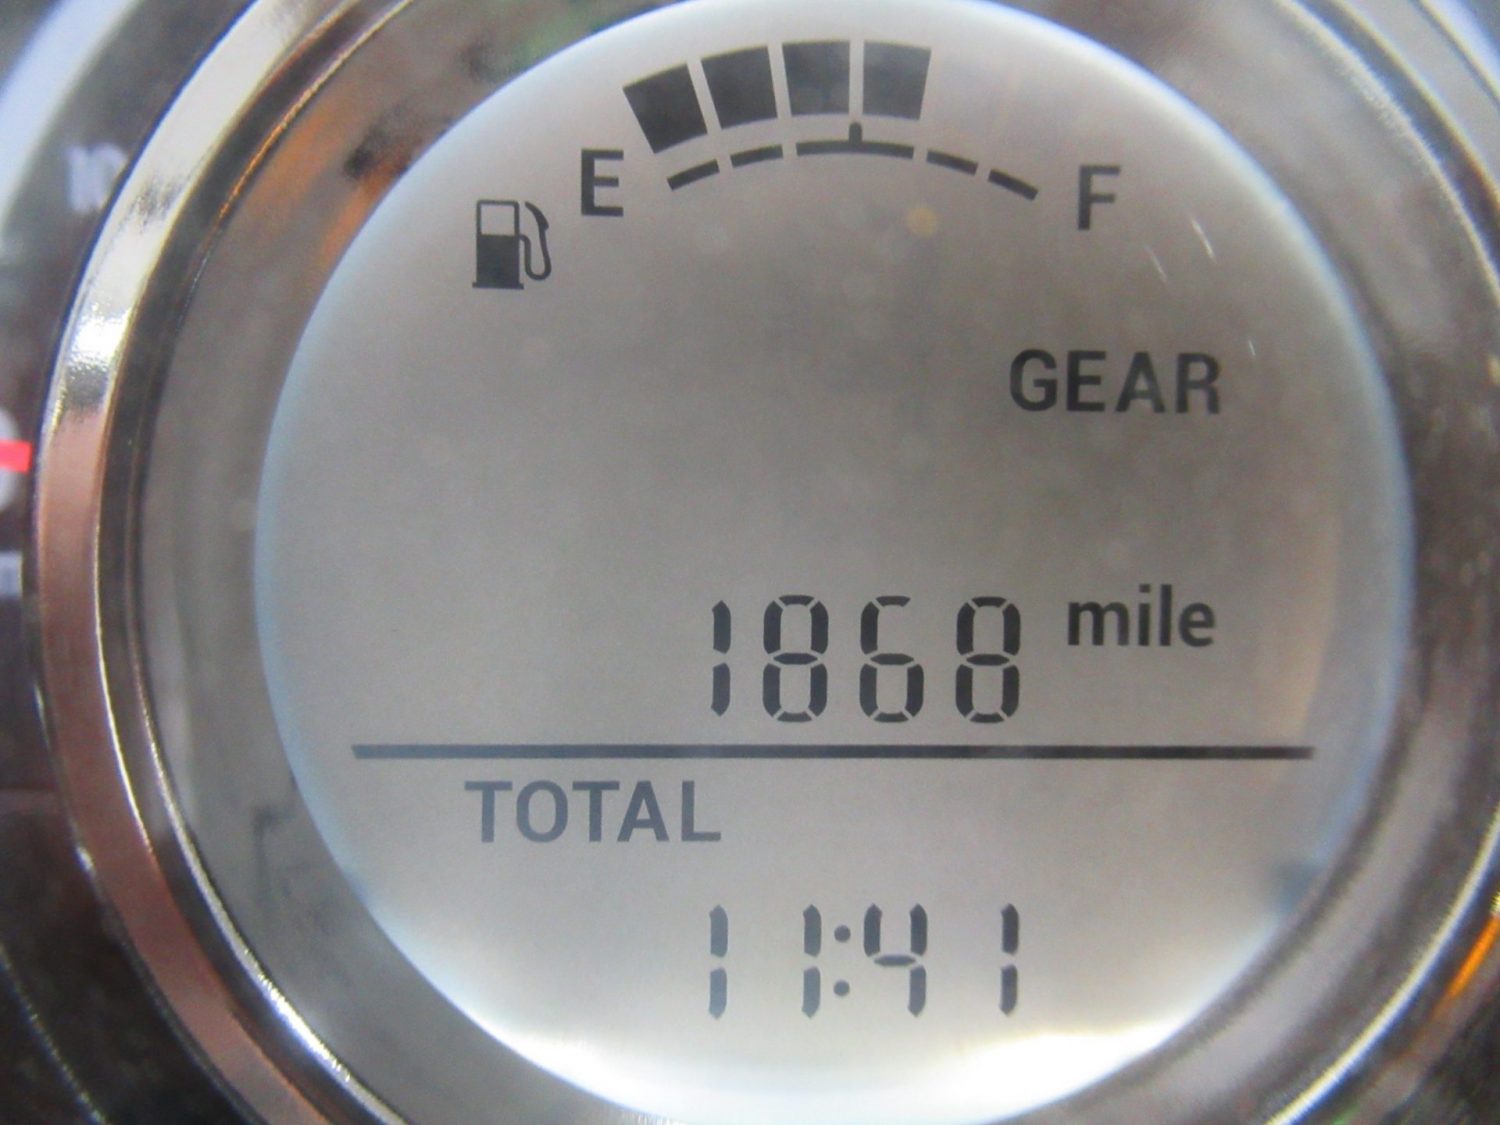 E F
GEAR
1868 mile
TOTAL
11:41